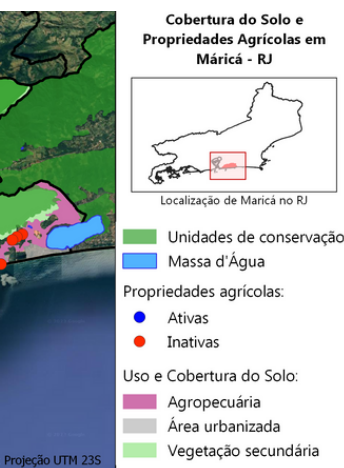 Cobertura do Solo e
Propriedades Agrícolas em
Máricá - RJ
Localização de Maricá no RJ
Unidades de conservação
Massa d'Água
Propriedades agrícolas:
Ativas
Inativas
Uso e Cobertura do Solo:
Agropecuária
Área urbanizada
Vegetação secundária
Projeção UTM 23S